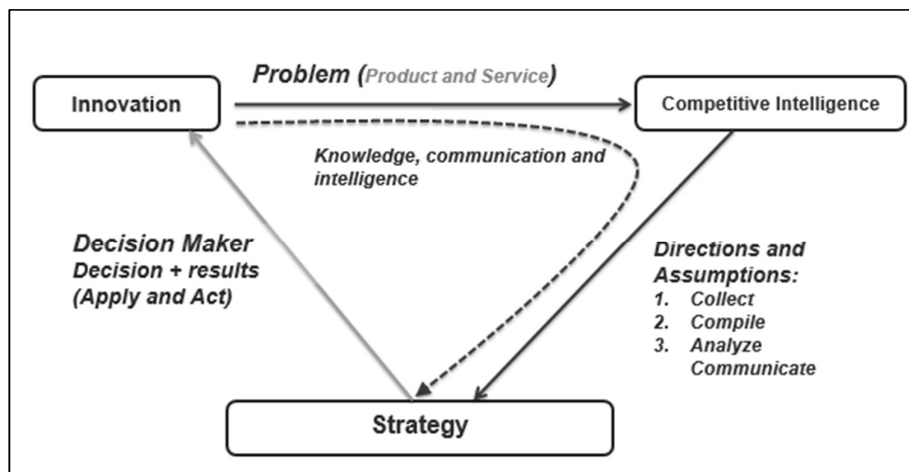 Problem (Product and Service)
Innovation
Competitive Intelligence
Knowledge, communication and
intelligence
Decision Maker
Decision + results
(Apply and Act)
Directions and
Assumptions:
1. Collect
2. Compile
3. Analyze
Communicate
Strategy